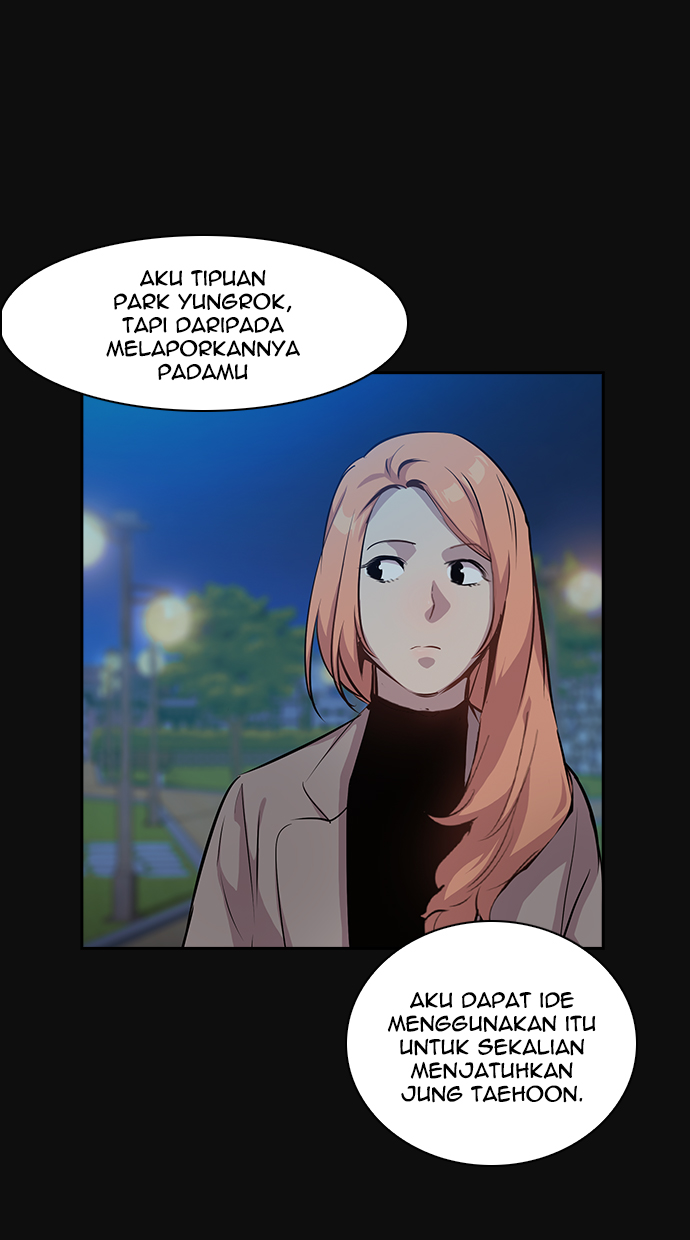 AKU TIPUAN
PARK YUNGROK,
TAPI DARIPADA
MELAPORKANNYA
PADAMU
AKU DAPAT IDE
MENGGUNAKAN ITU
UNTUK SEKALIAN
MENJATUHKAN
JUNG TAEHOON.